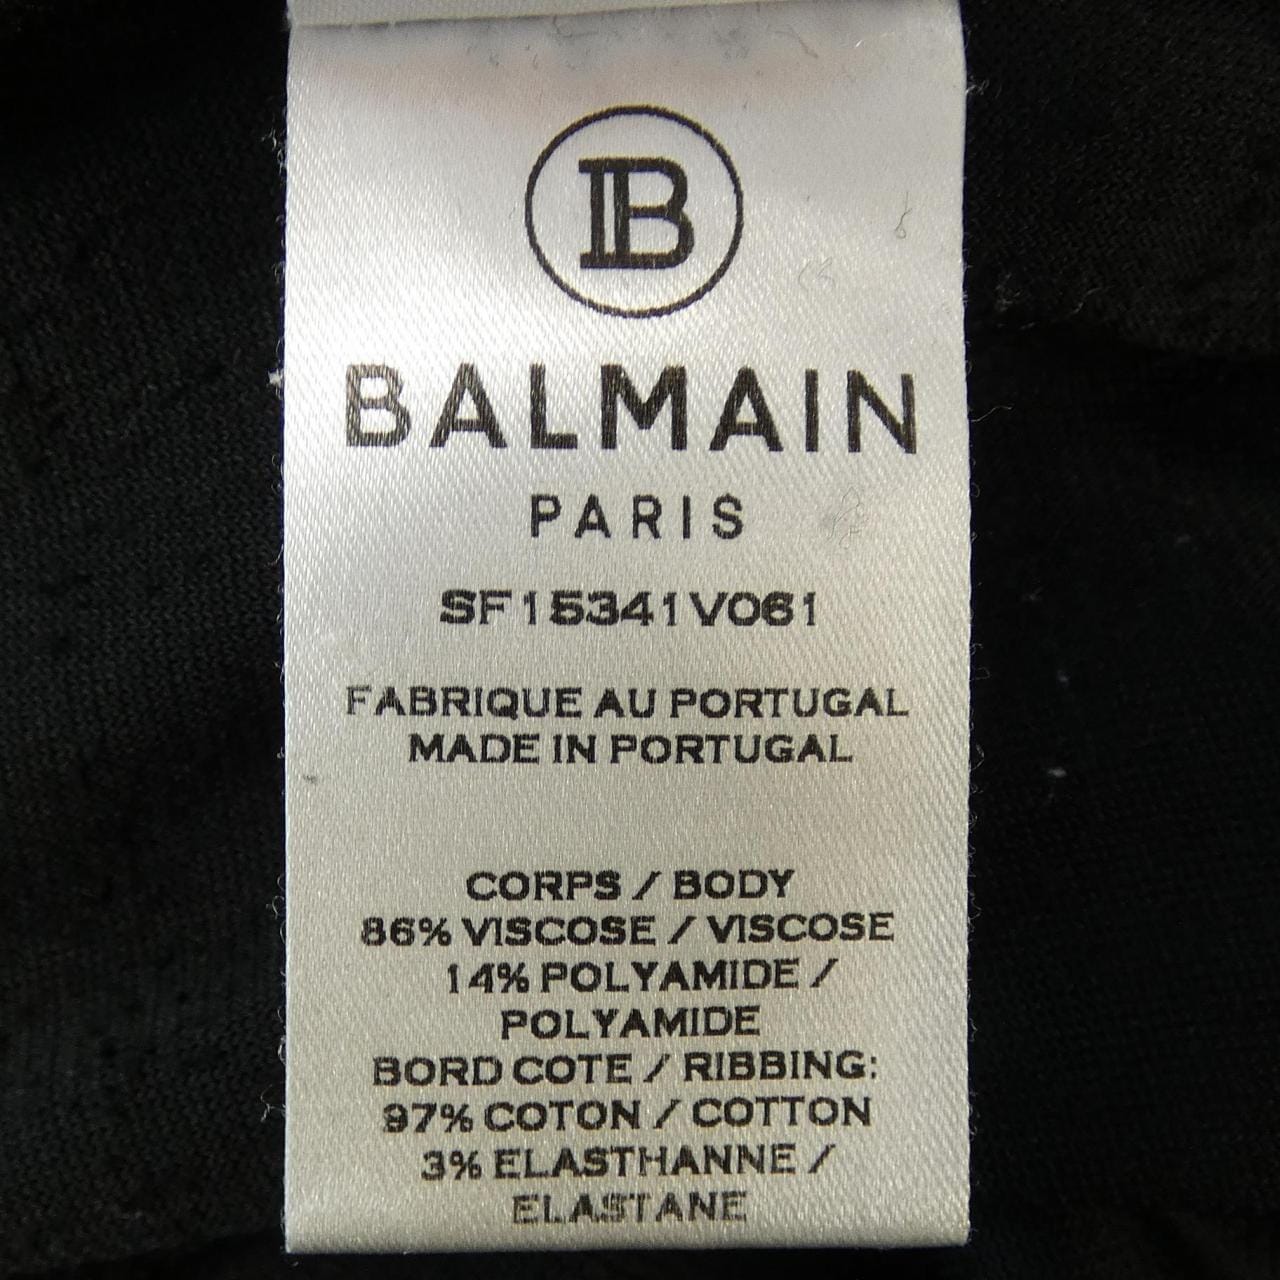 B
BALMAIN
PARIS
SF15341V061
FABRIQUE AU PORTUGAL
MADE IN PORTUGAL
CORPS / BODY
86% VISCOSE / VISCOSE
14% POLYAMIDE /
POLYAMIDE
BORD COTE / RIBBING:
97% COTON / COTTON
3% ELASTHANNE /
ELASTANE